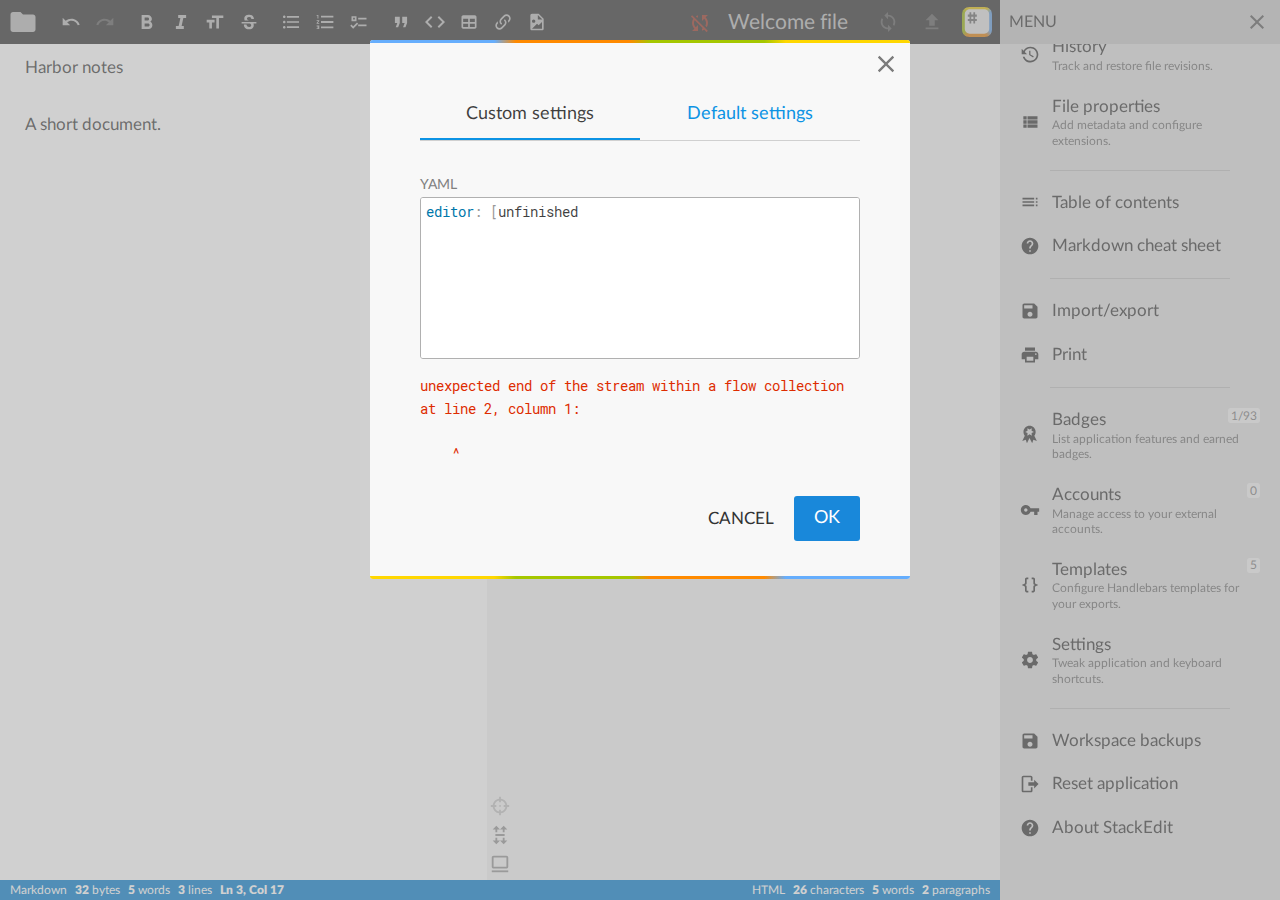 Welcome file
MENU
Harbor notes
A short document.
Custom settings
Default settings
YAML
editor: [unfinished
unexpected end of the stream within a flow collection
at line 2, column 1:
^
CANCEL
OK
History
Track and restore file revisions.
File properties
Add metadata and configure
extensions.
Table of contents
Markdown cheat sheet
Import/export
Print
Badges
1/93
List application features and earned
badges.
Accounts
0
Manage access to your external
accounts.
Templates
5
Configure Handlebars templates for
your exports.
Settings
Tweak application and keyboard
shortcuts.
Workspace backups
Reset application
About StackEdit
Markdown 32 bytes 5 words 3 lines Ln 3, Col 17
HTML 26 characters 5 words 2 paragraphs